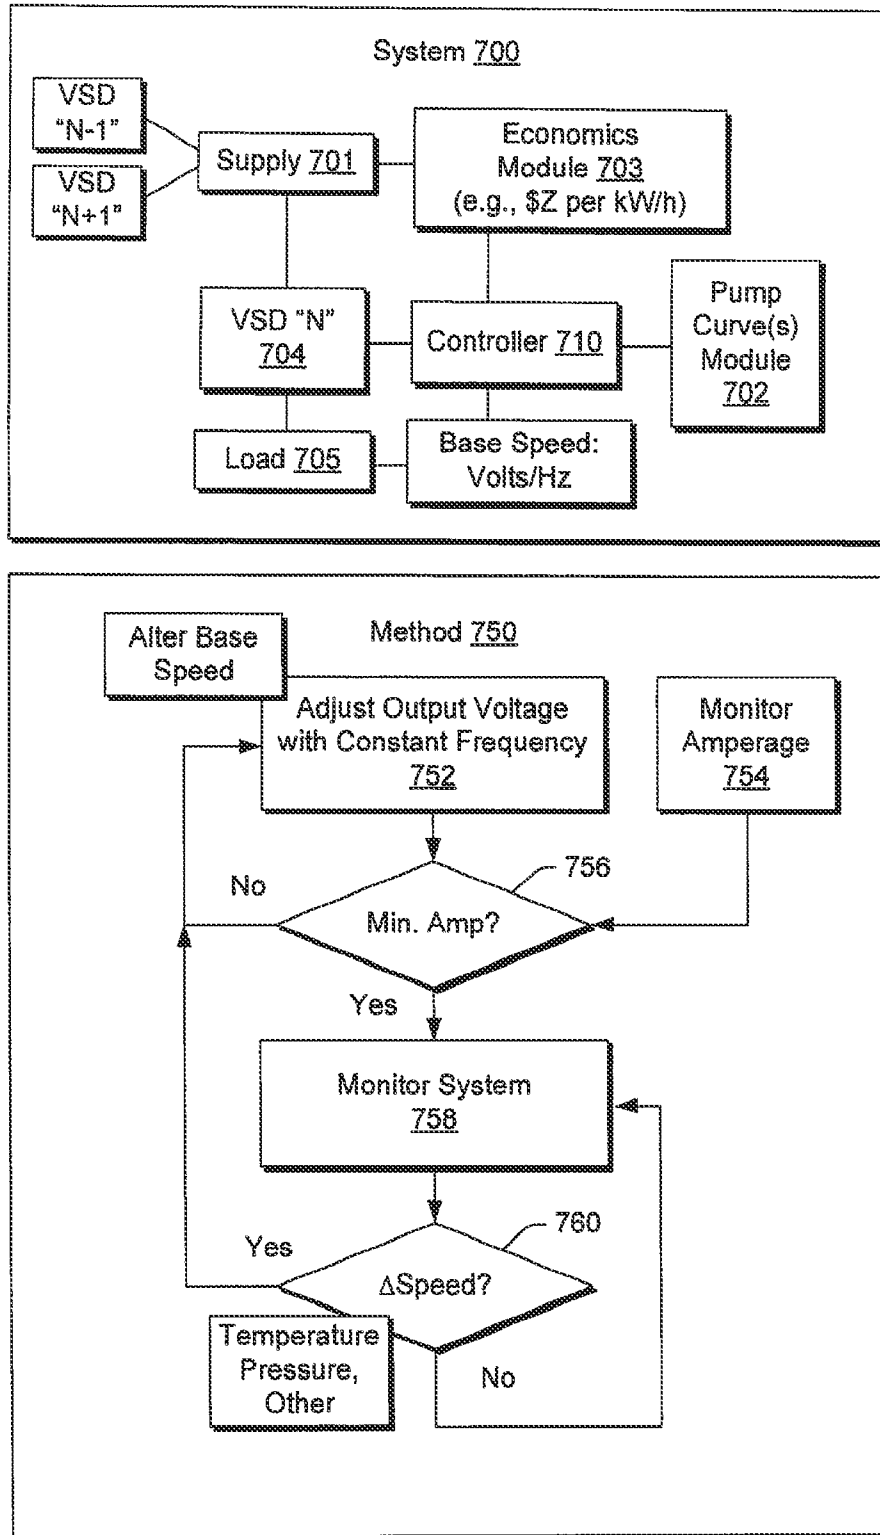 System 700
VSD
"N-1"
VSD
"N+1"
Supply 701
Economics
Module 703
(e.g., $Z per kW/h)
VSD "N"
704
Controller 710
Pump
Curve(s)
Module
702
Load 705
Base Speed:
Volts/Hz
Method 750
Alter Base
Speed
Adjust Output Voltage
with Constant Frequency
752
Monitor
Amperage
754
756
No
Min. Amp?
Yes
Monitor System
758
760
Yes
ΔSpeed?
Temperature
Pressure,
Other
No